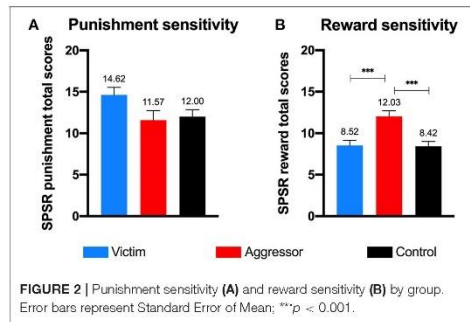 A Punishment sensitivity
SPSR punishment total scores
20
15
10
5
0
14.62
11.57
12.00
B Reward sensitivity
SPSR reward total scores
20
15
10
5
0
***
***
8.52
12.03
8.42
Victim Aggressor Control
FIGURE 2 | Punishment sensitivity (A) and reward sensitivity (B) by group.
Error bars represent Standard Error of Mean; ***p < 0.001.